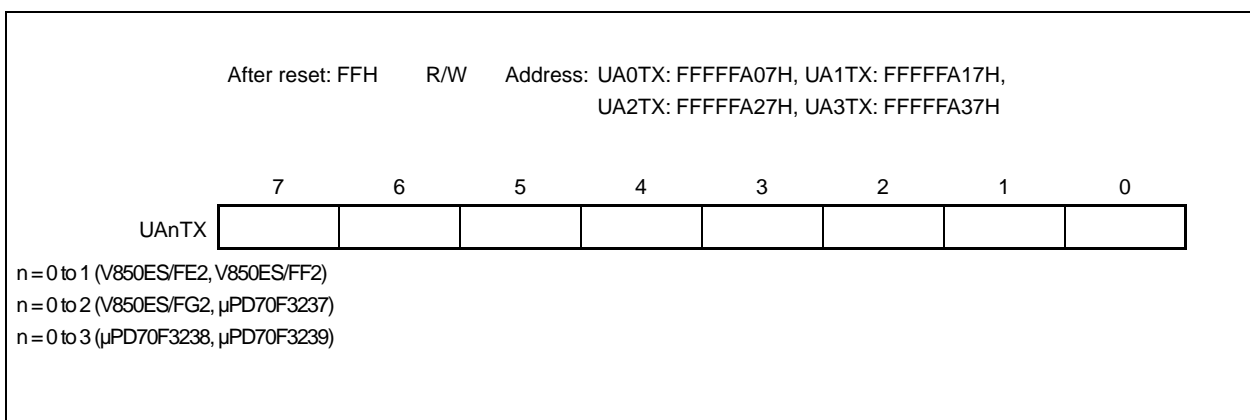 After reset: FFH R/W Address: UA0TX: FFFFFA07H, UA1TX: FFFFFA17H,
UA2TX: FFFFFA27H, UA3TX: FFFFFA37H
7 6 5 4 3 2 1 0
UAnTX
n = 0 to 1 (V850ES/FE2, V850ES/FF2)
n = 0 to 2 (V850ES/FG2, µPD70F3237)
n = 0 to 3 (µPD70F3238, µPD70F3239)